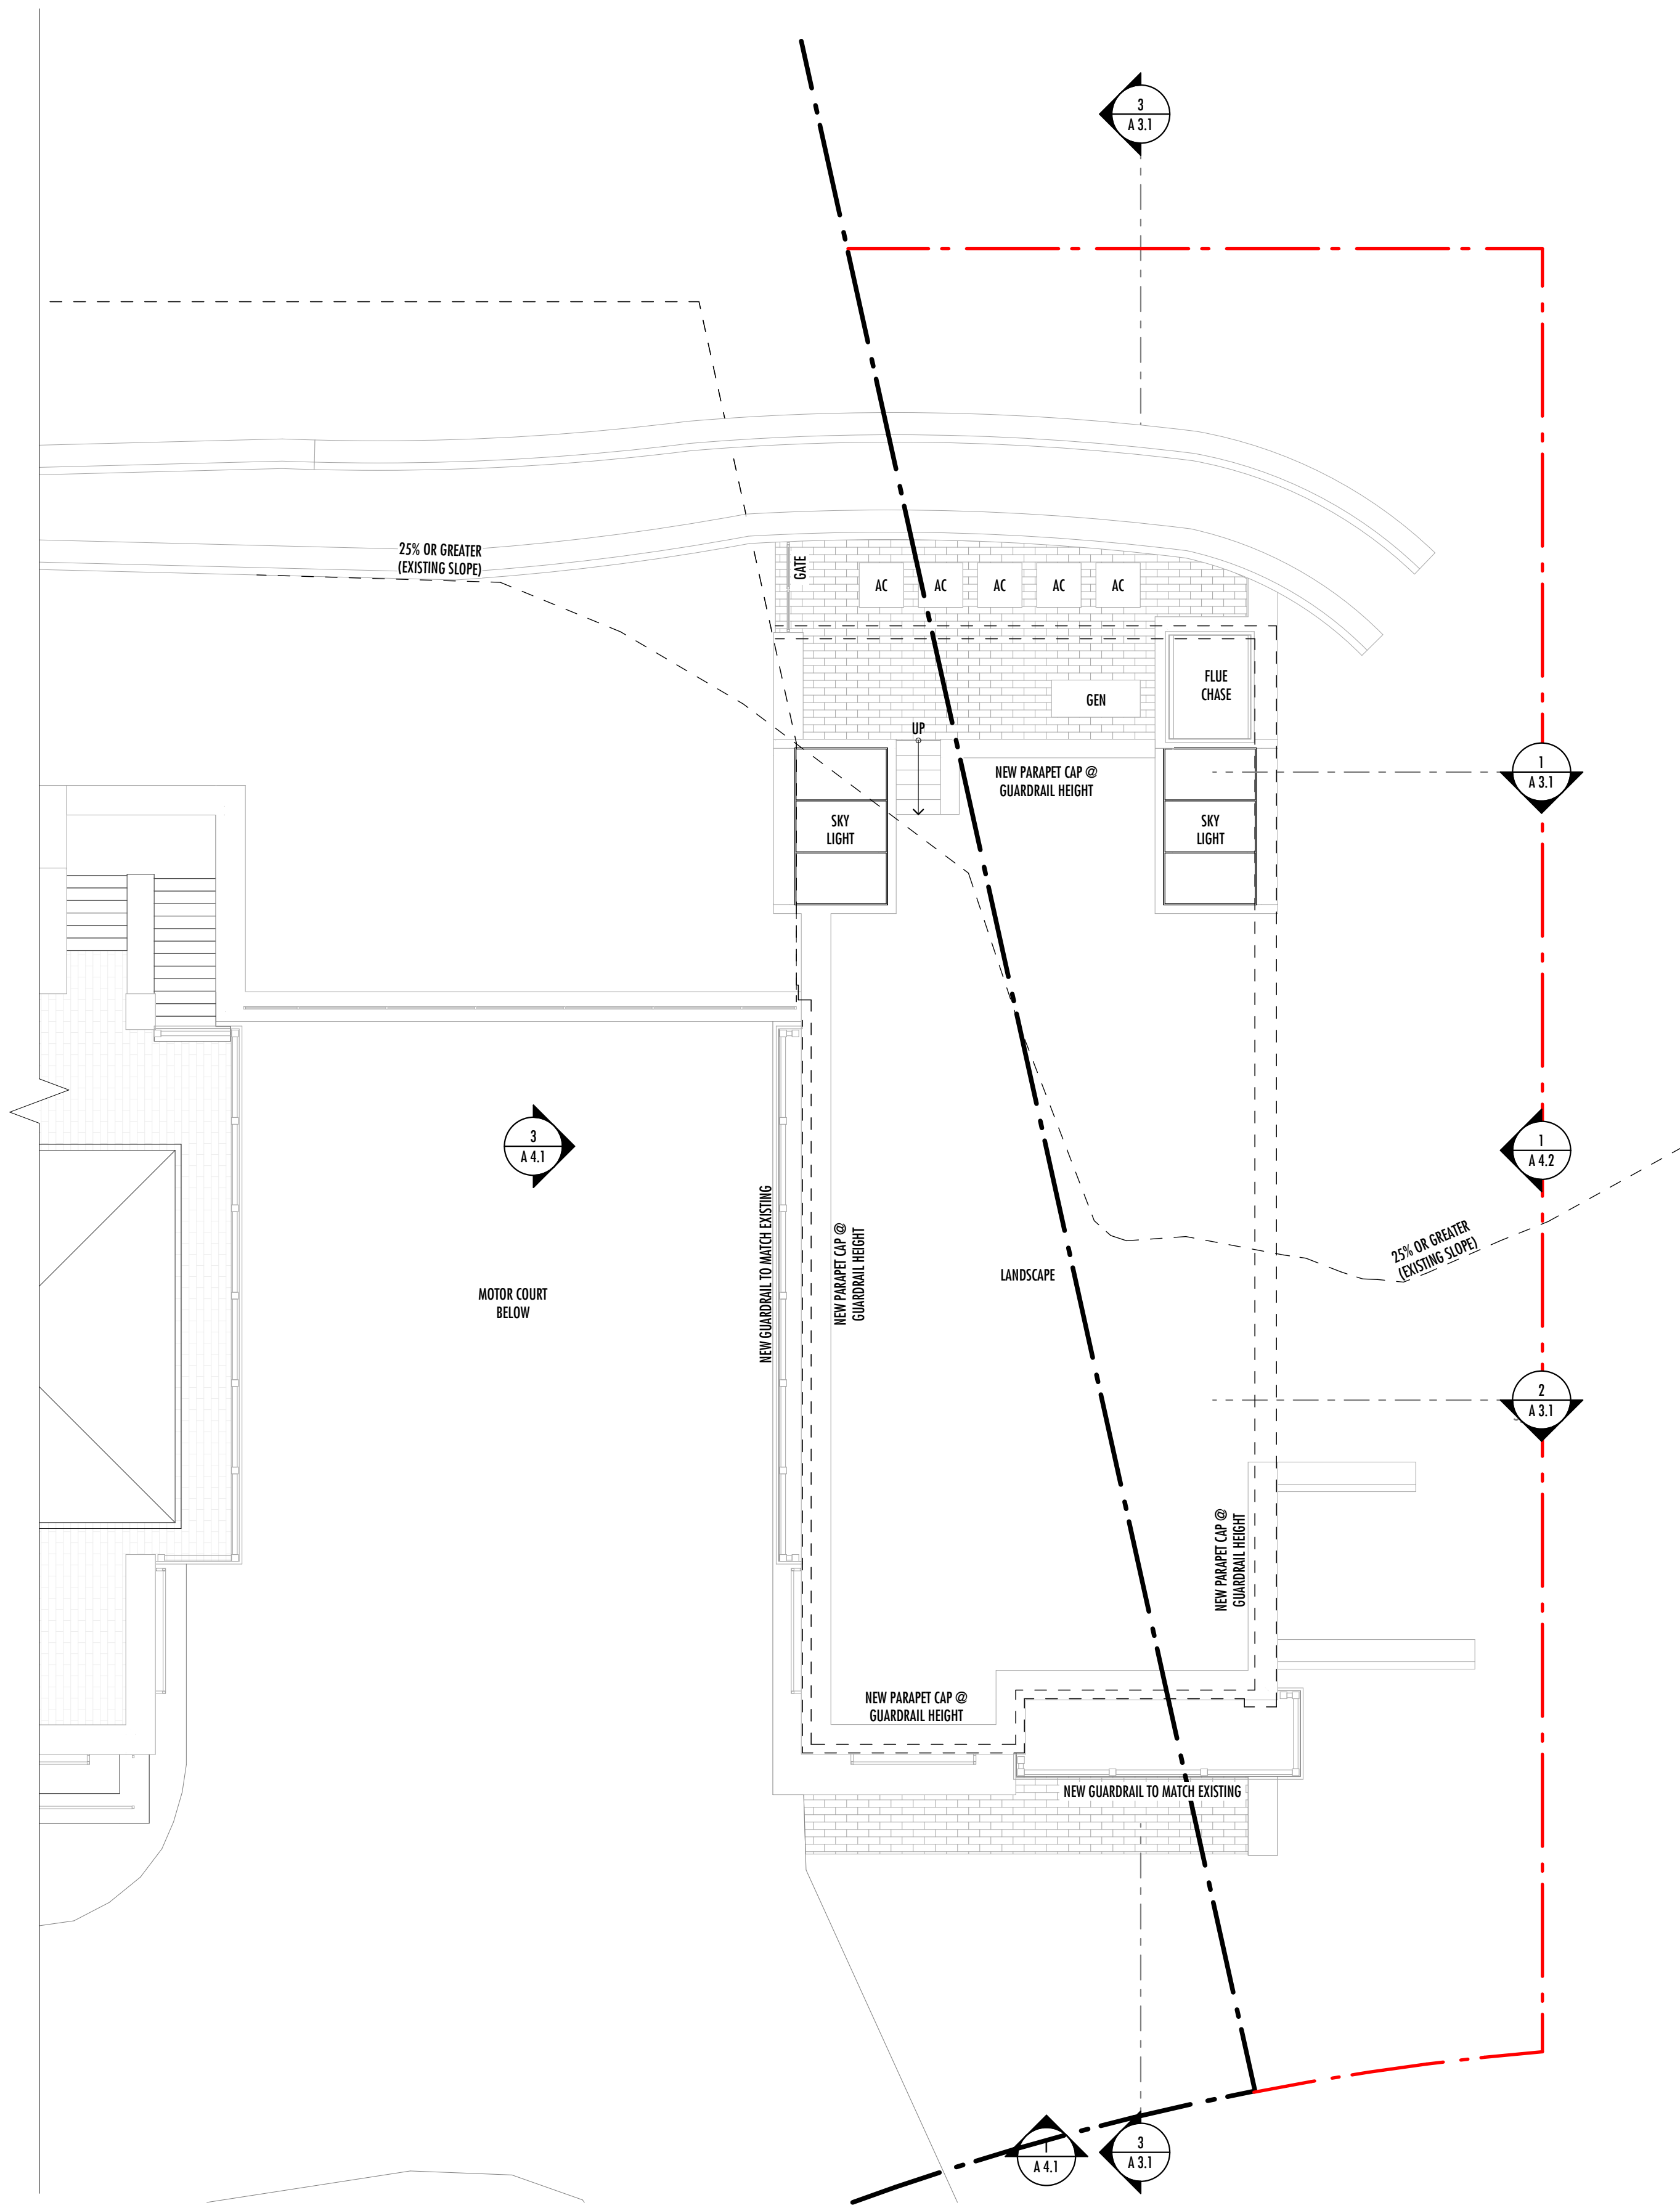 3
A 3.1
25% OR GREATER
(EXISTING SLOPE)
GATE
AC
AC
AC
AC
AC
FLUE
CHASE
GEN
UP
NEW PARAPET CAP @
GUARDRAIL HEIGHT
1
A 3.1
SKY
LIGHT
SKY
LIGHT
3
A 4.1
1
A 4.2
NEW GUARDRAIL TO MATCH EXISTING
NEW PARAPET CAP @
GUARDRAIL HEIGHT
25% OR GREATER
(EXISTING SLOPE)
LANDSCAPE
MOTOR COURT
BELOW
2
A 3.1
NEW PARAPET CAP @
GUARDRAIL HEIGHT
NEW PARAPET CAP @
GUARDRAIL HEIGHT
NEW GUARDRAIL TO MATCH EXISTING
1
A 4.1
3
A 3.1